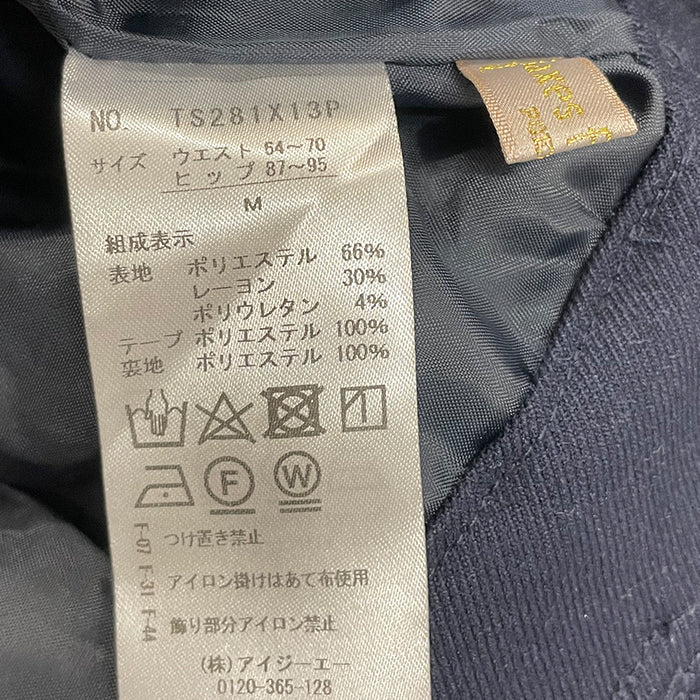 NO. TS281X13P
サイズ ウエスト 64～70
ヒップ 87～95
M
組成表示
表地 ポリエステル 66%
レーヨン 30%
ポリウレタン 4%
テープ ポリエステル 100%
裏地 ポリエステル 100%
F W
F-07 つけ置き禁止
F-31 アイロン掛けはあて布使用
F-44 飾り部分アイロン禁止
(株)アイジーエー
0120-365-128